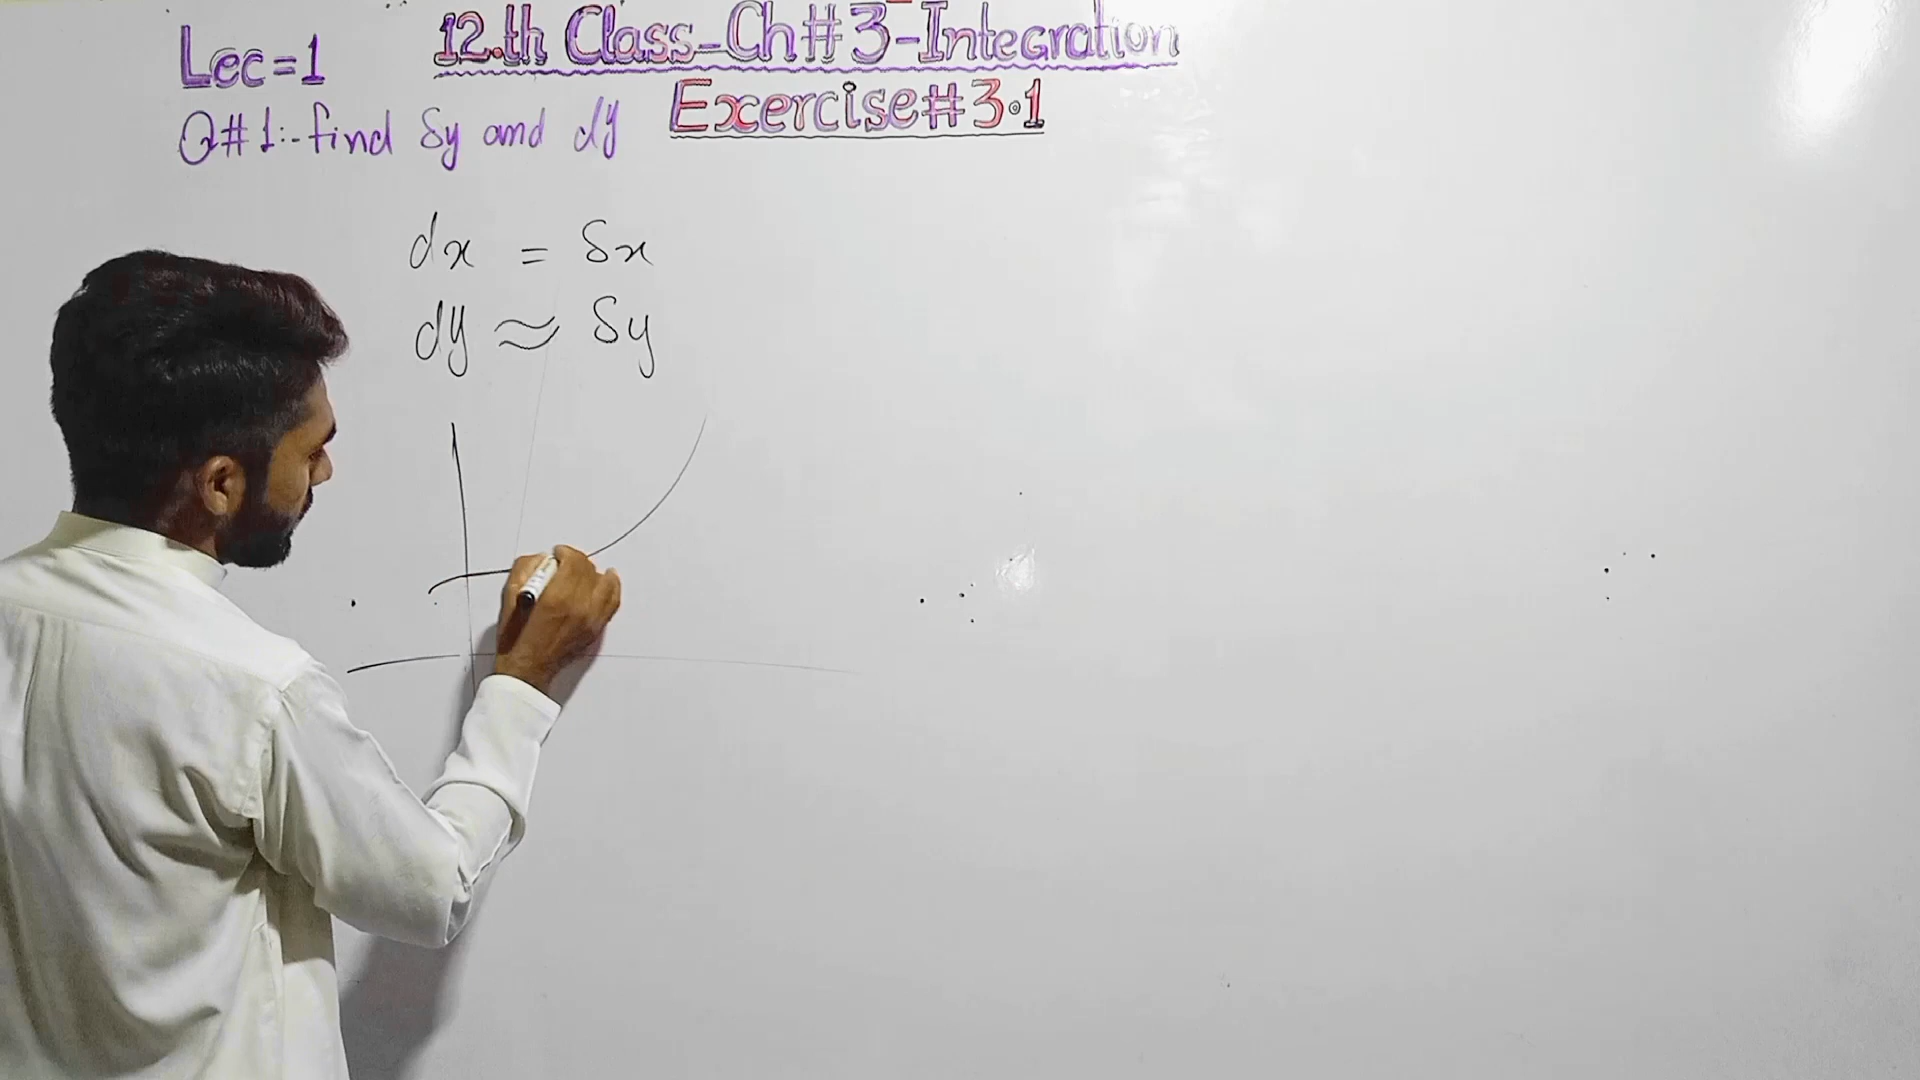 Lec=1
12.th Class-Ch#3-Integration
Exercise#3.1
Q#1:-find δy and dy
dx = δx
dy ≈ δy